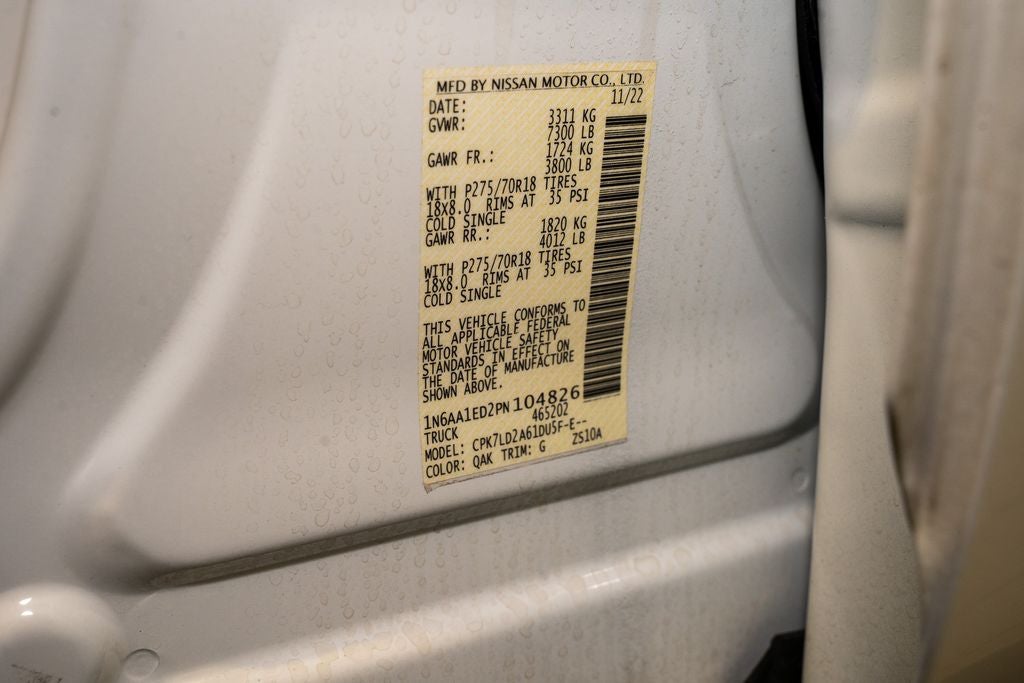 MFD BY NISSAN MOTOR CO., LTD.
DATE: 11/22
GVWR: 3311 KG
7300 LB
GAWR FR.: 1724 KG
3800 LB
WITH P275/70R18 TIRES
18X8.0 RIMS AT 35 PSI
COLD SINGLE
GAWR RR.: 1820 KG
4012 LB
WITH P275/70R18 TIRES
18X8.0 RIMS AT 35 PSI
COLD SINGLE
THIS VEHICLE CONFORMS TO
ALL APPLICABLE FEDERAL
MOTOR VEHICLE SAFETY
STANDARDS IN EFFECT ON
THE DATE OF MANUFACTURE
SHOWN ABOVE.
1N6AA1ED2PN104826
TRUCK 465202
MODEL: CPK7LD2A61DU5F-E--
COLOR: QAK TRIM: G ZS10A